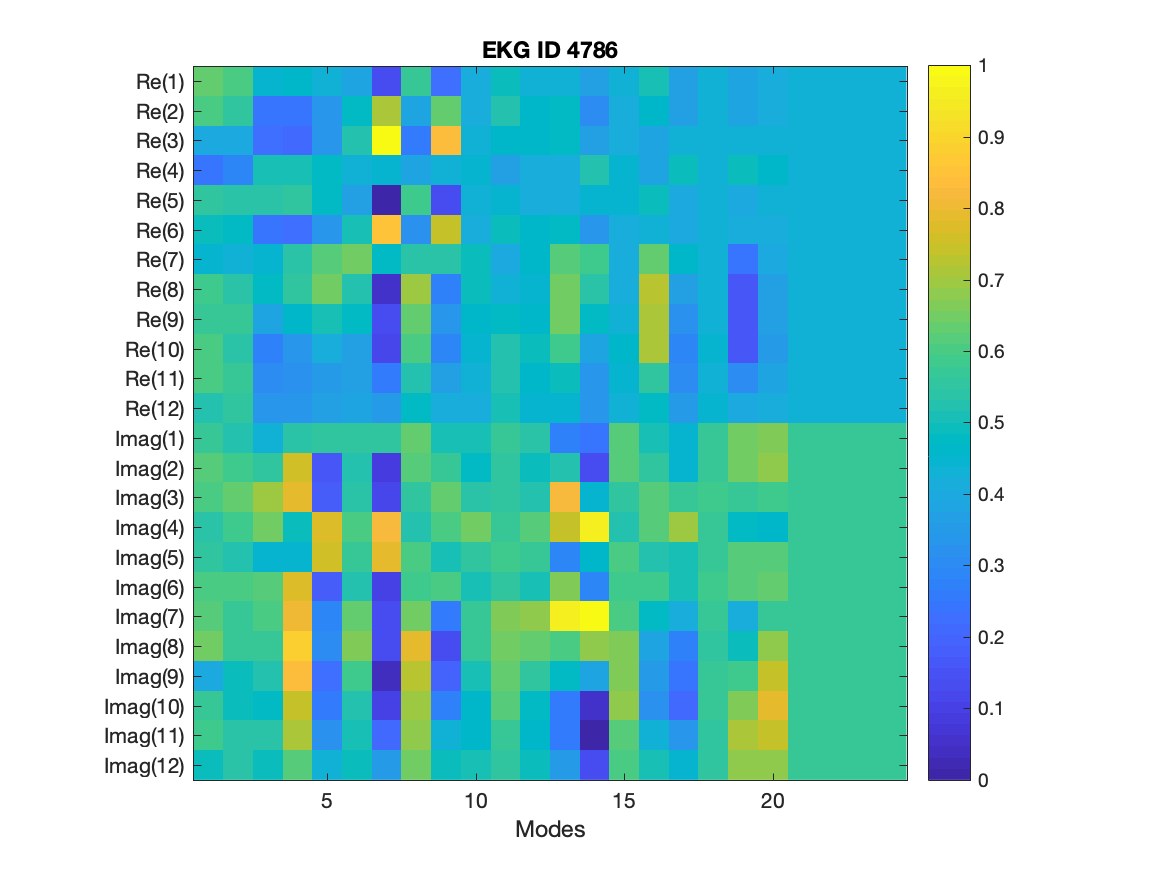 EKG ID 4786
Re(1)
Re(2)
Re(3)
Re(4)
Re(5)
Re(6)
Re(7)
Re(8)
Re(9)
Re(10)
Re(11)
Re(12)
Imag(1)
Imag(2)
Imag(3)
Imag(4)
Imag(5)
Imag(6)
Imag(7)
Imag(8)
Imag(9)
Imag(10)
Imag(11)
Imag(12)
5 10 15 20
Modes
1
0.9
0.8
0.7
0.6
0.5
0.4
0.3
0.2
0.1
0